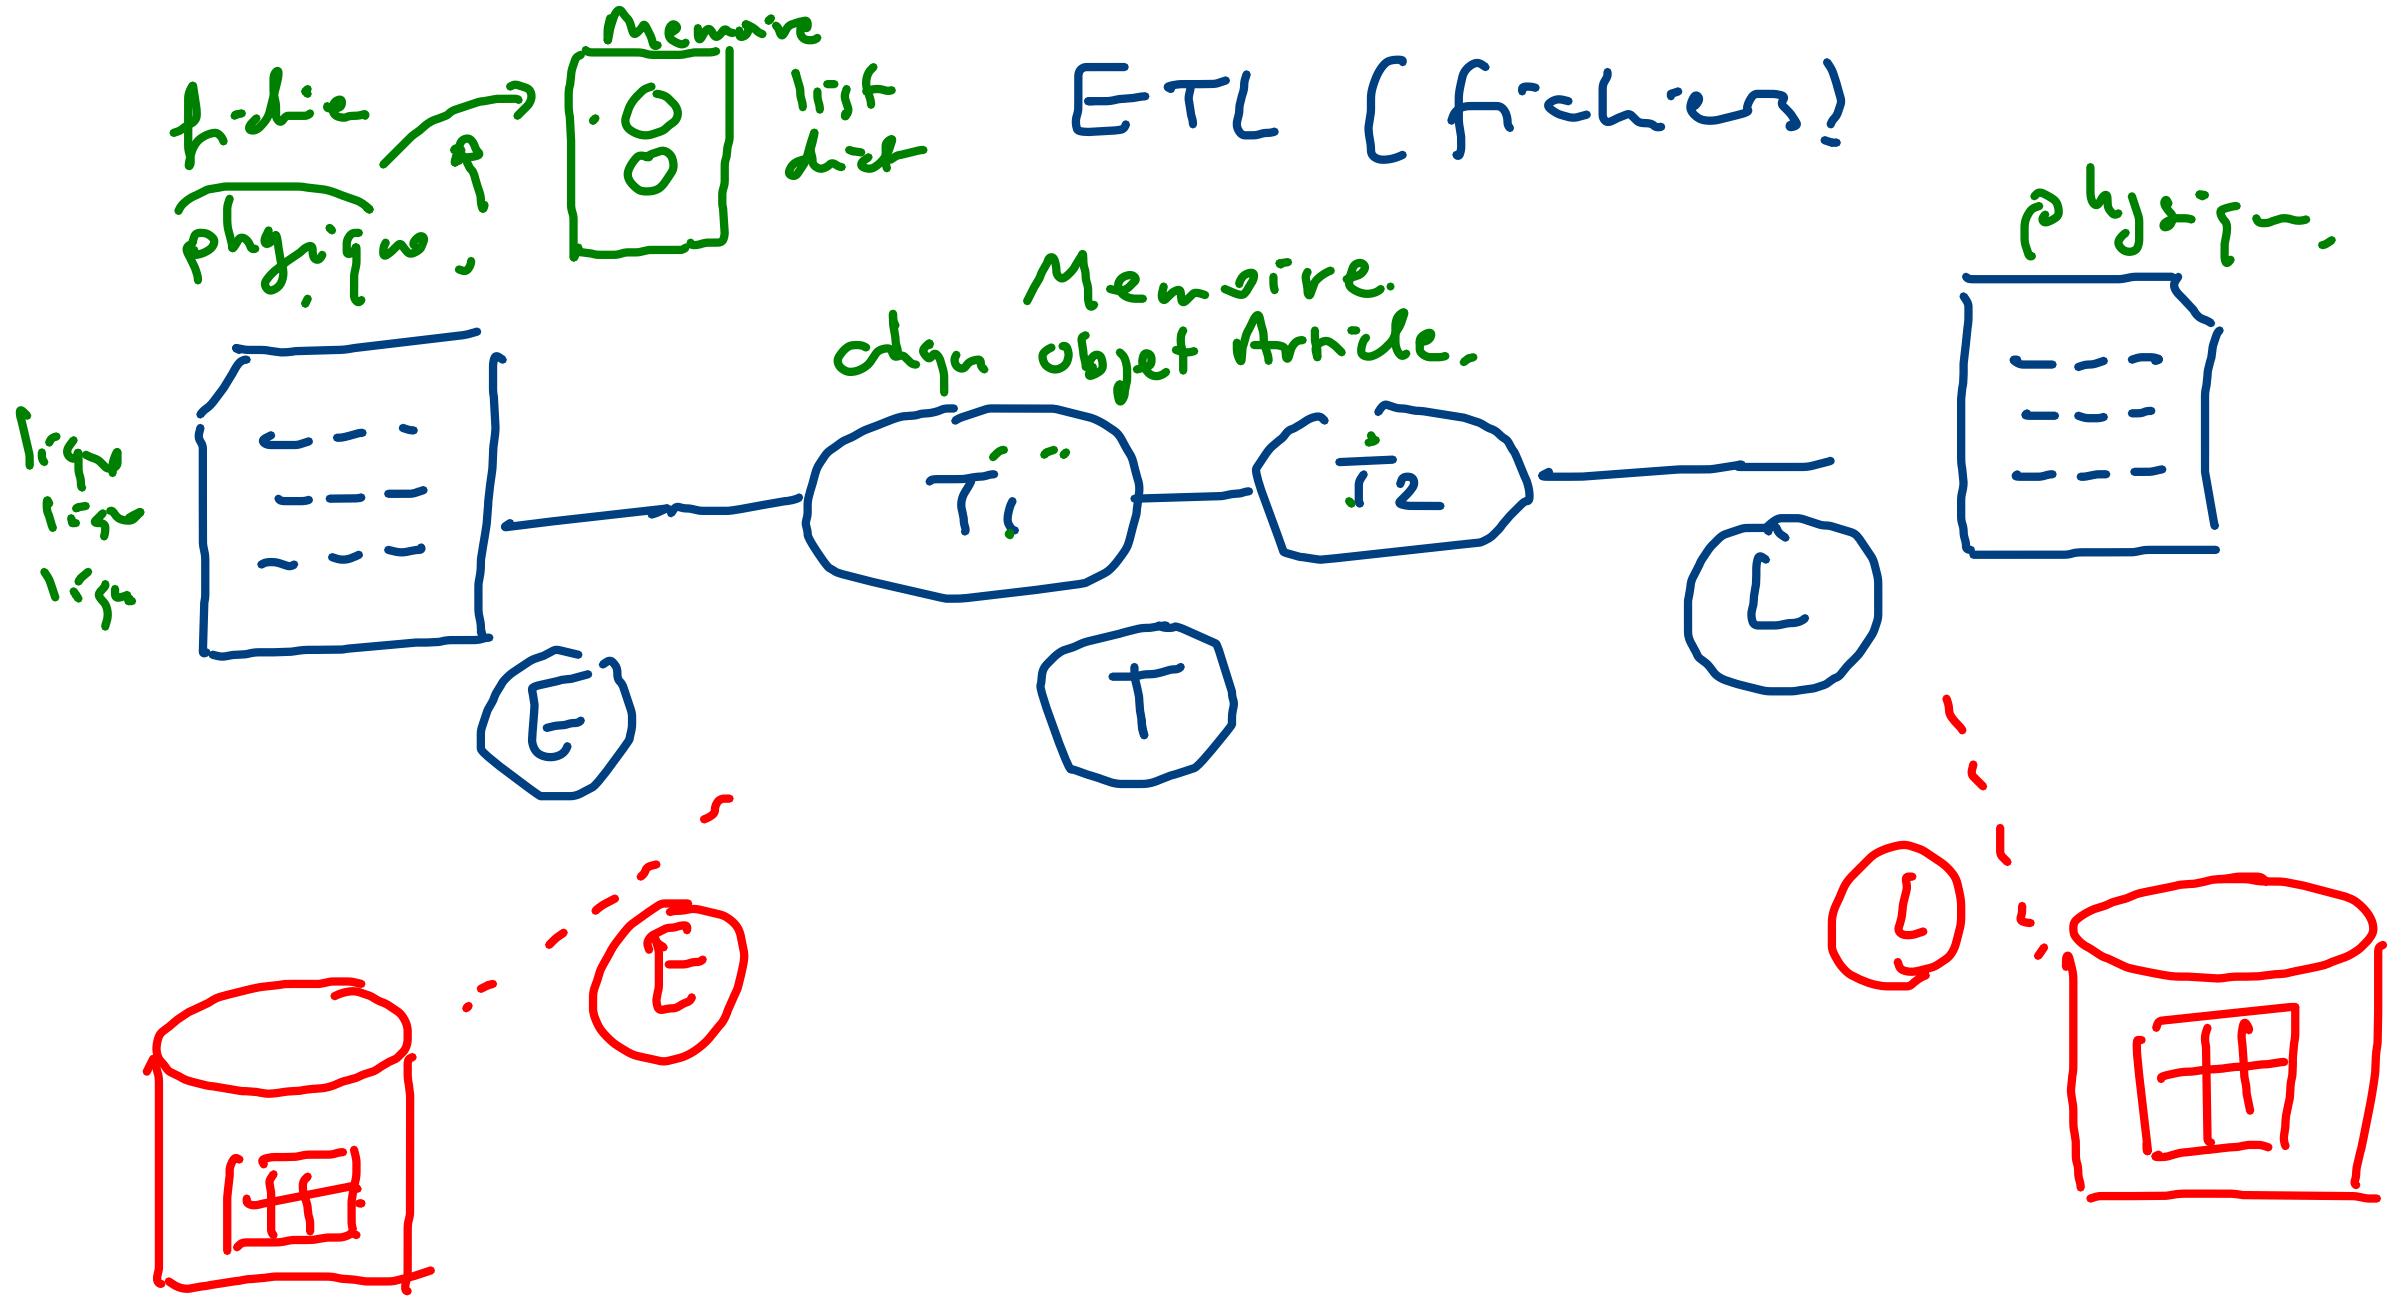 Memoire
ETL (fichiers)
fichier
list
dict
physique
physique
Memoire
objet Article
ligne
ligne
ligne
T1
T2
E
T
L
E
L